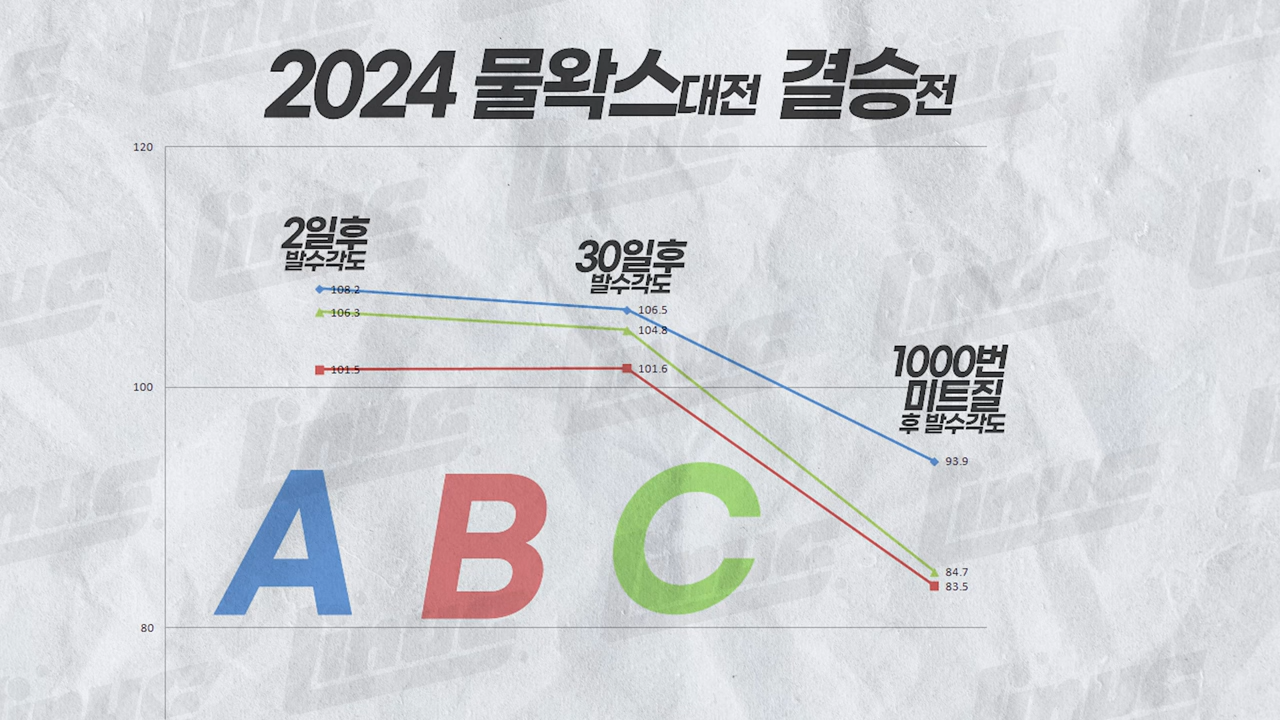 2024 물왁스대전 결승전
120
2일후
발수각도
30일후
발수각도
108.2
106.5
106.3
104.8
1000번
미트질
후 발수각도
101.5
101.6
100
93.9
A B C
84.7
83.5
80